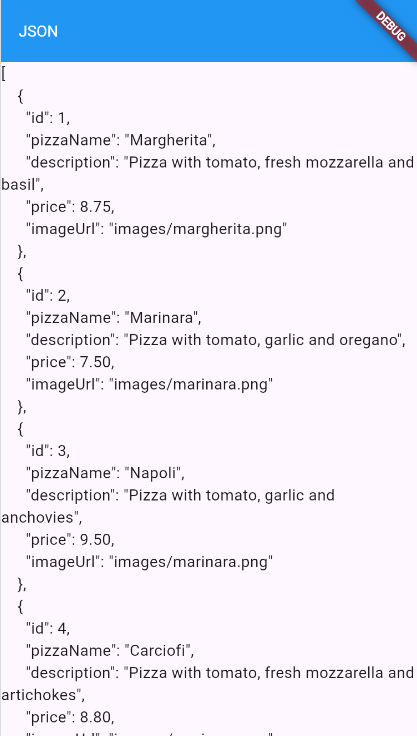 JSON
DEBUG
[
    {
      "id": 1,
      "pizzaName": "Margherita",
      "description": "Pizza with tomato, fresh mozzarella and
basil",
      "price": 8.75,
      "imageUrl": "images/margherita.png"
    },
    {
      "id": 2,
      "pizzaName": "Marinara",
      "description": "Pizza with tomato, garlic and oregano",
      "price": 7.50,
      "imageUrl": "images/marinara.png"
    },
    {
      "id": 3,
      "pizzaName": "Napoli",
      "description": "Pizza with tomato, garlic and
anchovies",
      "price": 9.50,
      "imageUrl": "images/marinara.png"
    },
    {
      "id": 4,
      "pizzaName": "Carciofi",
      "description": "Pizza with tomato, fresh mozzarella and
artichokes",
      "price": 8.80,